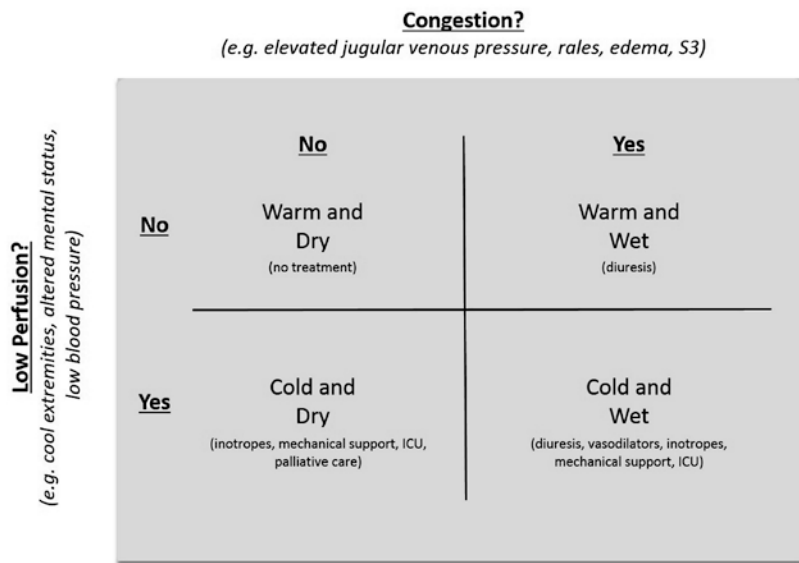 Congestion?
(e.g. elevated jugular venous pressure, rales, edema, S3)
Low Perfusion?
(e.g. cool extremities, altered mental status,
low blood pressure)
No
Yes
No
Warm and
Dry
(no treatment)
Warm and
Wet
(diuresis)
Yes
Cold and
Dry
(inotropes, mechanical support, ICU,
palliative care)
Cold and
Wet
(diuresis, vasodilators, inotropes,
mechanical support, ICU)